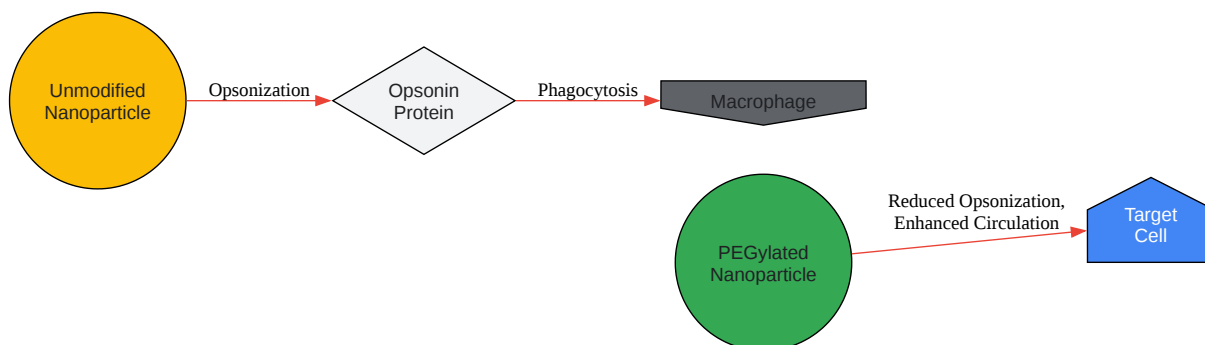 Unmodified
Nanoparticle
Opsonization
Opsonin
Protein
Phagocytosis
Macrophage
PEGylated
Nanoparticle
Reduced Opsonization,
Enhanced Circulation
Target
Cell